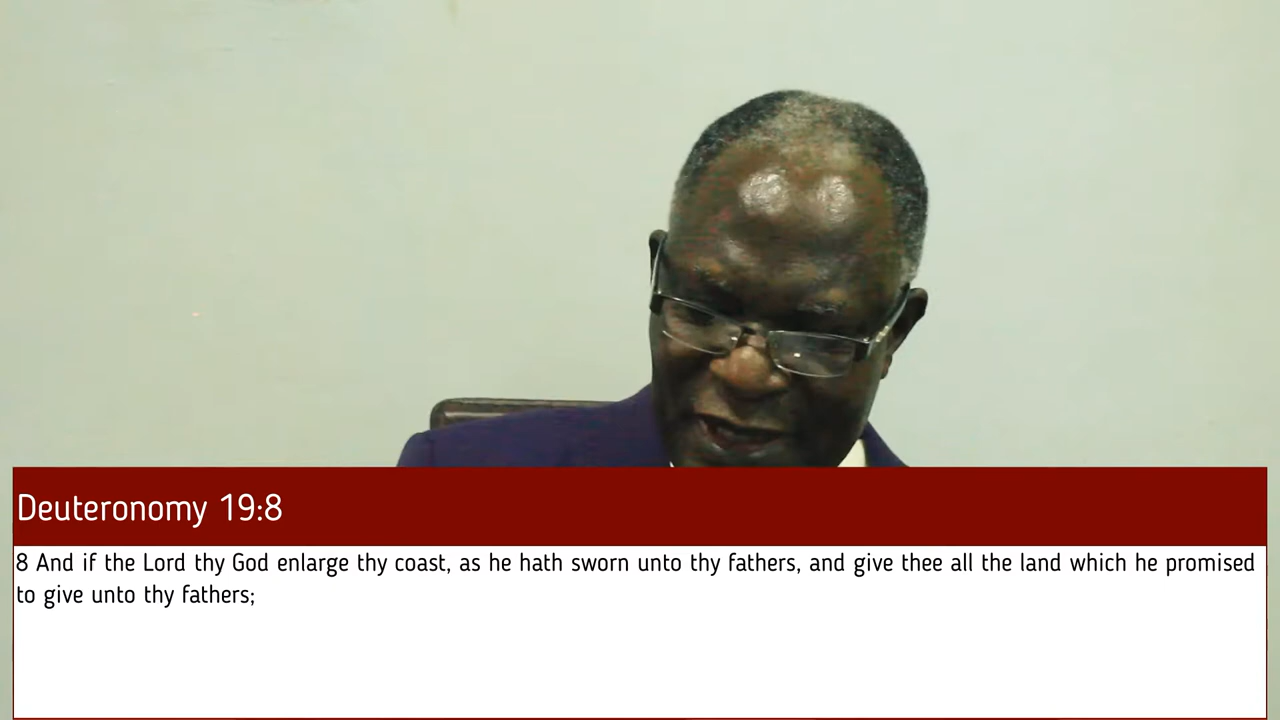 Deuteronomy 19:8
8 And if the Lord thy God enlarge thy coast, as he hath sworn unto thy fathers, and give thee all the land which he promised
to give unto thy fathers;